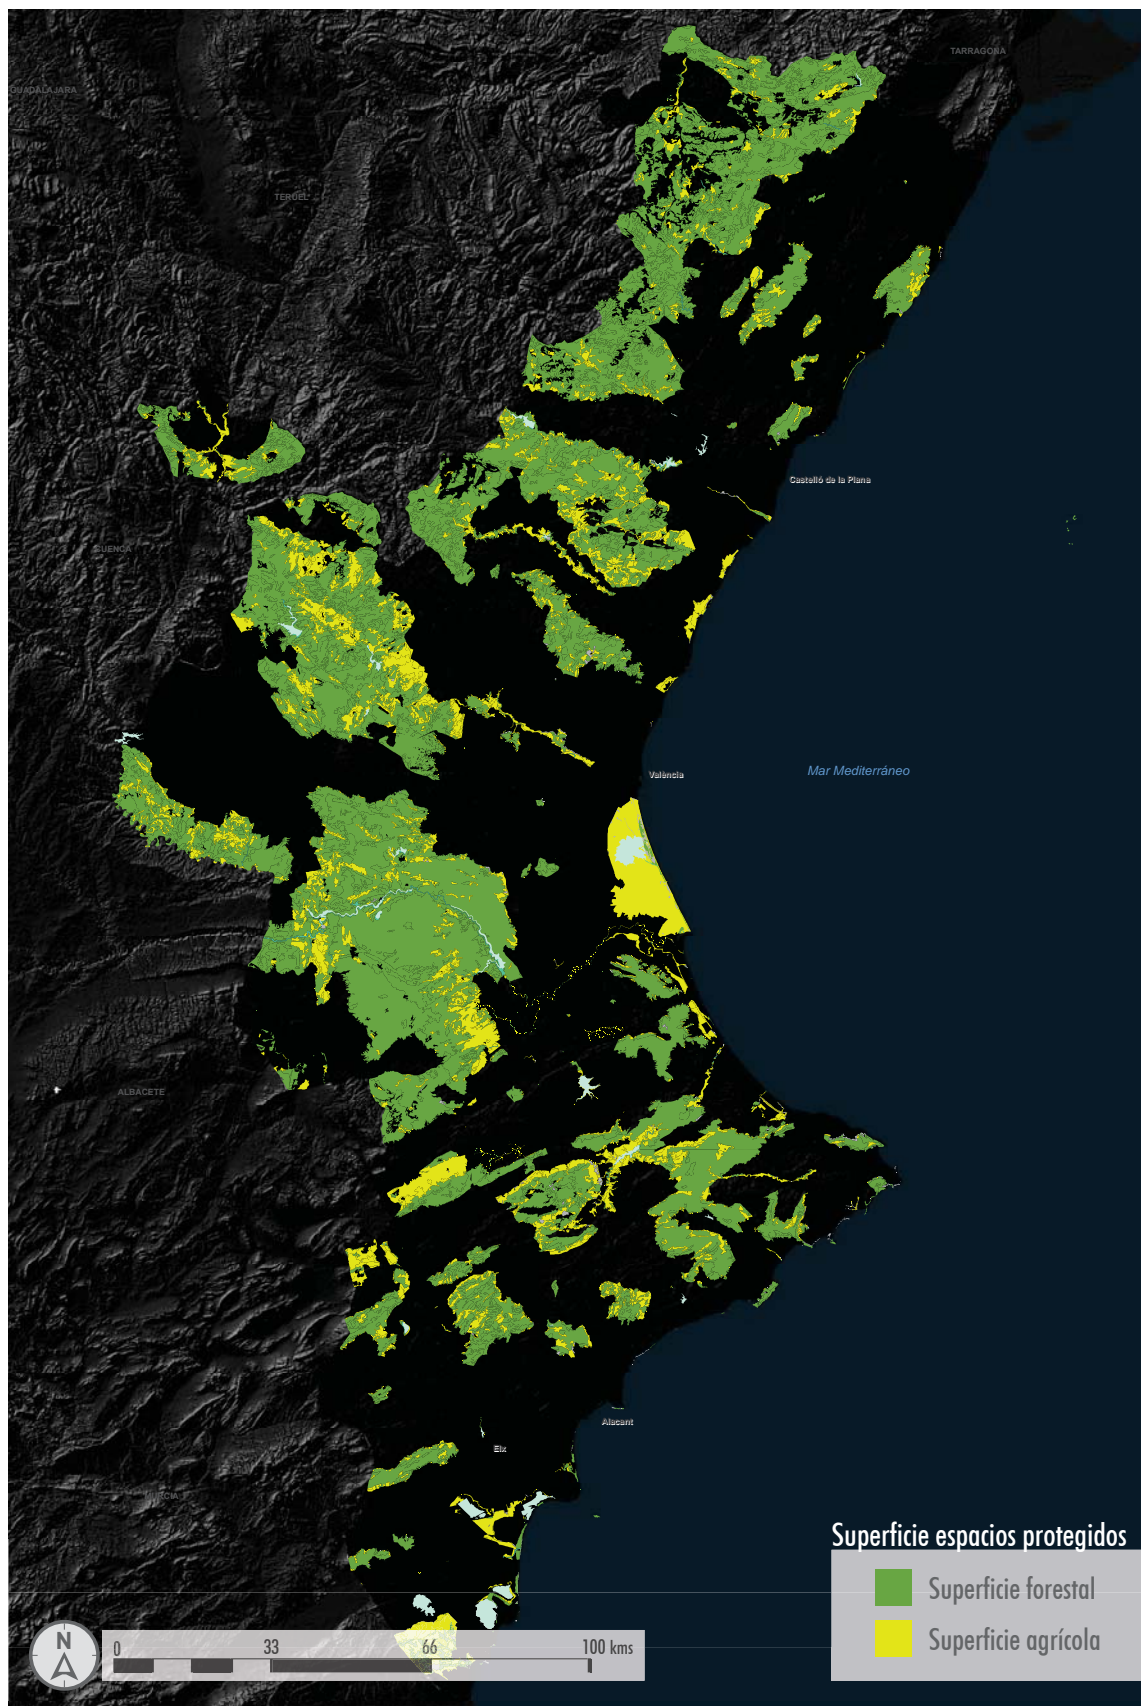 TARRAGONA
GUADALAJARA
TERUEL
Castelló de la Plana
CUENCA
Mar Mediterráneo
València
ALBACETE
Alacant
Elx
MURCIA
Superficie espacios protegidos
Superficie forestal
Superficie agrícola
N
0 33 66 100 kms